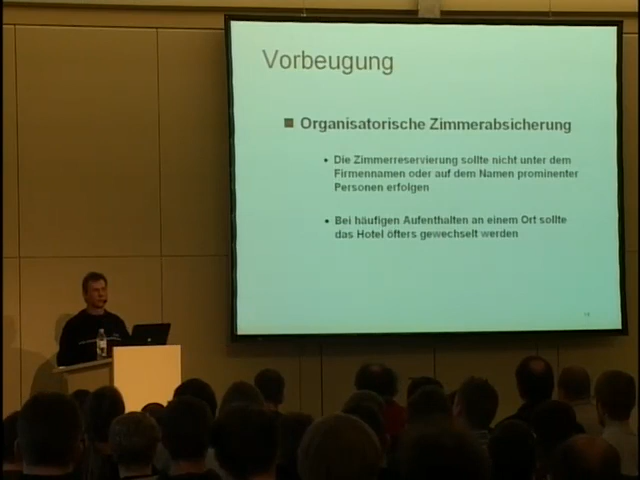 Vorbeugung
Organisatorische Zimmerabsicherung
Die Zimmerreservierung sollte nicht unter dem
Firmennamen oder auf dem Namen prominenter
Personen erfolgen
Bei häufigen Aufenthalten an einem Ort sollte
das Hotel öfters gewechselt werden